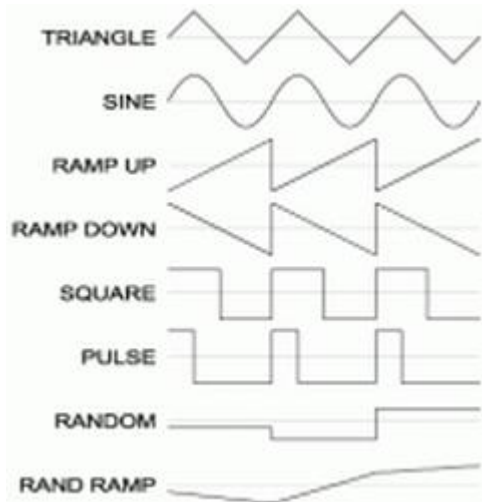 TRIANGLE
SINE
RAMP UP
RAMP DOWN
SQUARE
PULSE
RANDOM
RAND RAMP